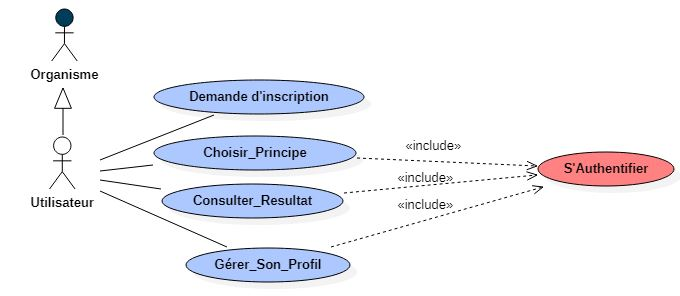 Organisme
Utilisateur
Demande d'inscription
Choisir_Principe
«include»
S'Authentifier
Consulter_Resultat
«include»
«include»
Gérer_Son_Profil